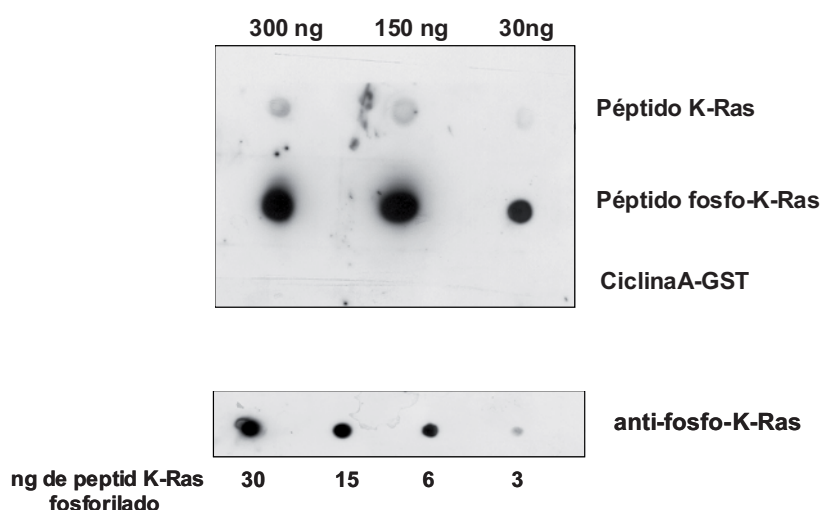 300 ng 150 ng 30ng
Péptido K-Ras
Péptido fosfo-K-Ras
CiclinaA-GST
anti-fosfo-K-Ras
ng de peptid K-Ras 30 15 6 3
fosforilado